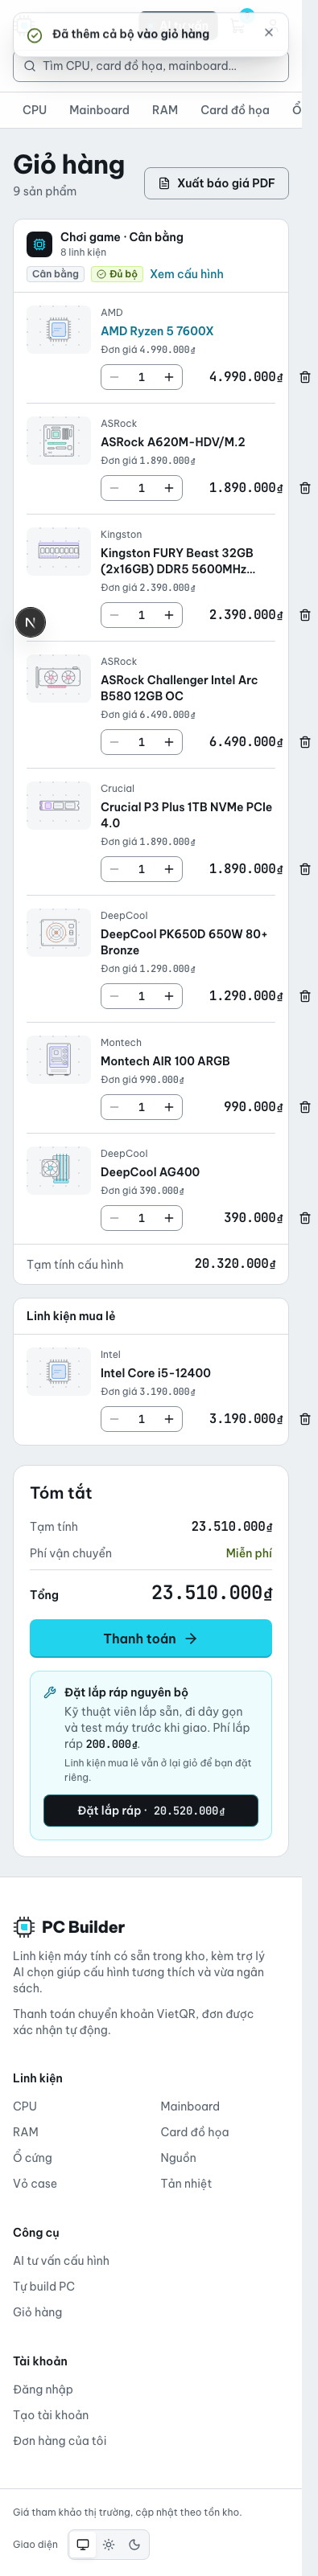 Đã thêm cả bộ vào giỏ hàng
Tìm CPU, card đồ họa, mainboard…
CPU Mainboard RAM Card đồ họa
Giỏ hàng
9 sản phẩm
Xuất báo giá PDF
Chơi game · Cân bằng
8 linh kiện
Cân bằng Đủ bộ Xem cấu hình
AMD
AMD Ryzen 5 7600X
Đơn giá 4.990.000₫
1 4.990.000₫
ASRock
ASRock A620M-HDV/M.2
Đơn giá 1.890.000₫
1 1.890.000₫
Kingston
Kingston FURY Beast 32GB
(2x16GB) DDR5 5600MHz…
Đơn giá 2.390.000₫
1 2.390.000₫
ASRock
ASRock Challenger Intel Arc
B580 12GB OC
Đơn giá 6.490.000₫
1 6.490.000₫
Crucial
Crucial P3 Plus 1TB NVMe PCIe
4.0
Đơn giá 1.890.000₫
1 1.890.000₫
DeepCool
DeepCool PK650D 650W 80+
Bronze
Đơn giá 1.290.000₫
1 1.290.000₫
Montech
Montech AIR 100 ARGB
Đơn giá 990.000₫
1 990.000₫
DeepCool
DeepCool AG400
Đơn giá 390.000₫
1 390.000₫
Tạm tính cấu hình 20.320.000₫
Linh kiện mua lẻ
Intel
Intel Core i5-12400
Đơn giá 3.190.000₫
1 3.190.000₫
Tóm tắt
Tạm tính 23.510.000₫
Phí vận chuyển Miễn phí
Tổng 23.510.000₫
Thanh toán
Đặt lắp ráp nguyên bộ
Kỹ thuật viên lắp sẵn, đi dây gọn
và test máy trước khi giao. Phí lắp
ráp 200.000₫.
Linh kiện mua lẻ vẫn ở lại giỏ để bạn đặt
riêng.
Đặt lắp ráp · 20.520.000₫
PC Builder
Linh kiện máy tính có sẵn trong kho, kèm trợ lý
AI chọn giúp cấu hình tương thích và vừa ngân
sách.
Thanh toán chuyển khoản VietQR, đơn được
xác nhận tự động.
Linh kiện
CPU Mainboard
RAM Card đồ họa
Ổ cứng Nguồn
Vỏ case Tản nhiệt
Công cụ
AI tư vấn cấu hình
Tự build PC
Giỏ hàng
Tài khoản
Đăng nhập
Tạo tài khoản
Đơn hàng của tôi
Giá tham khảo thị trường, cập nhật theo tồn kho.
Giao diện